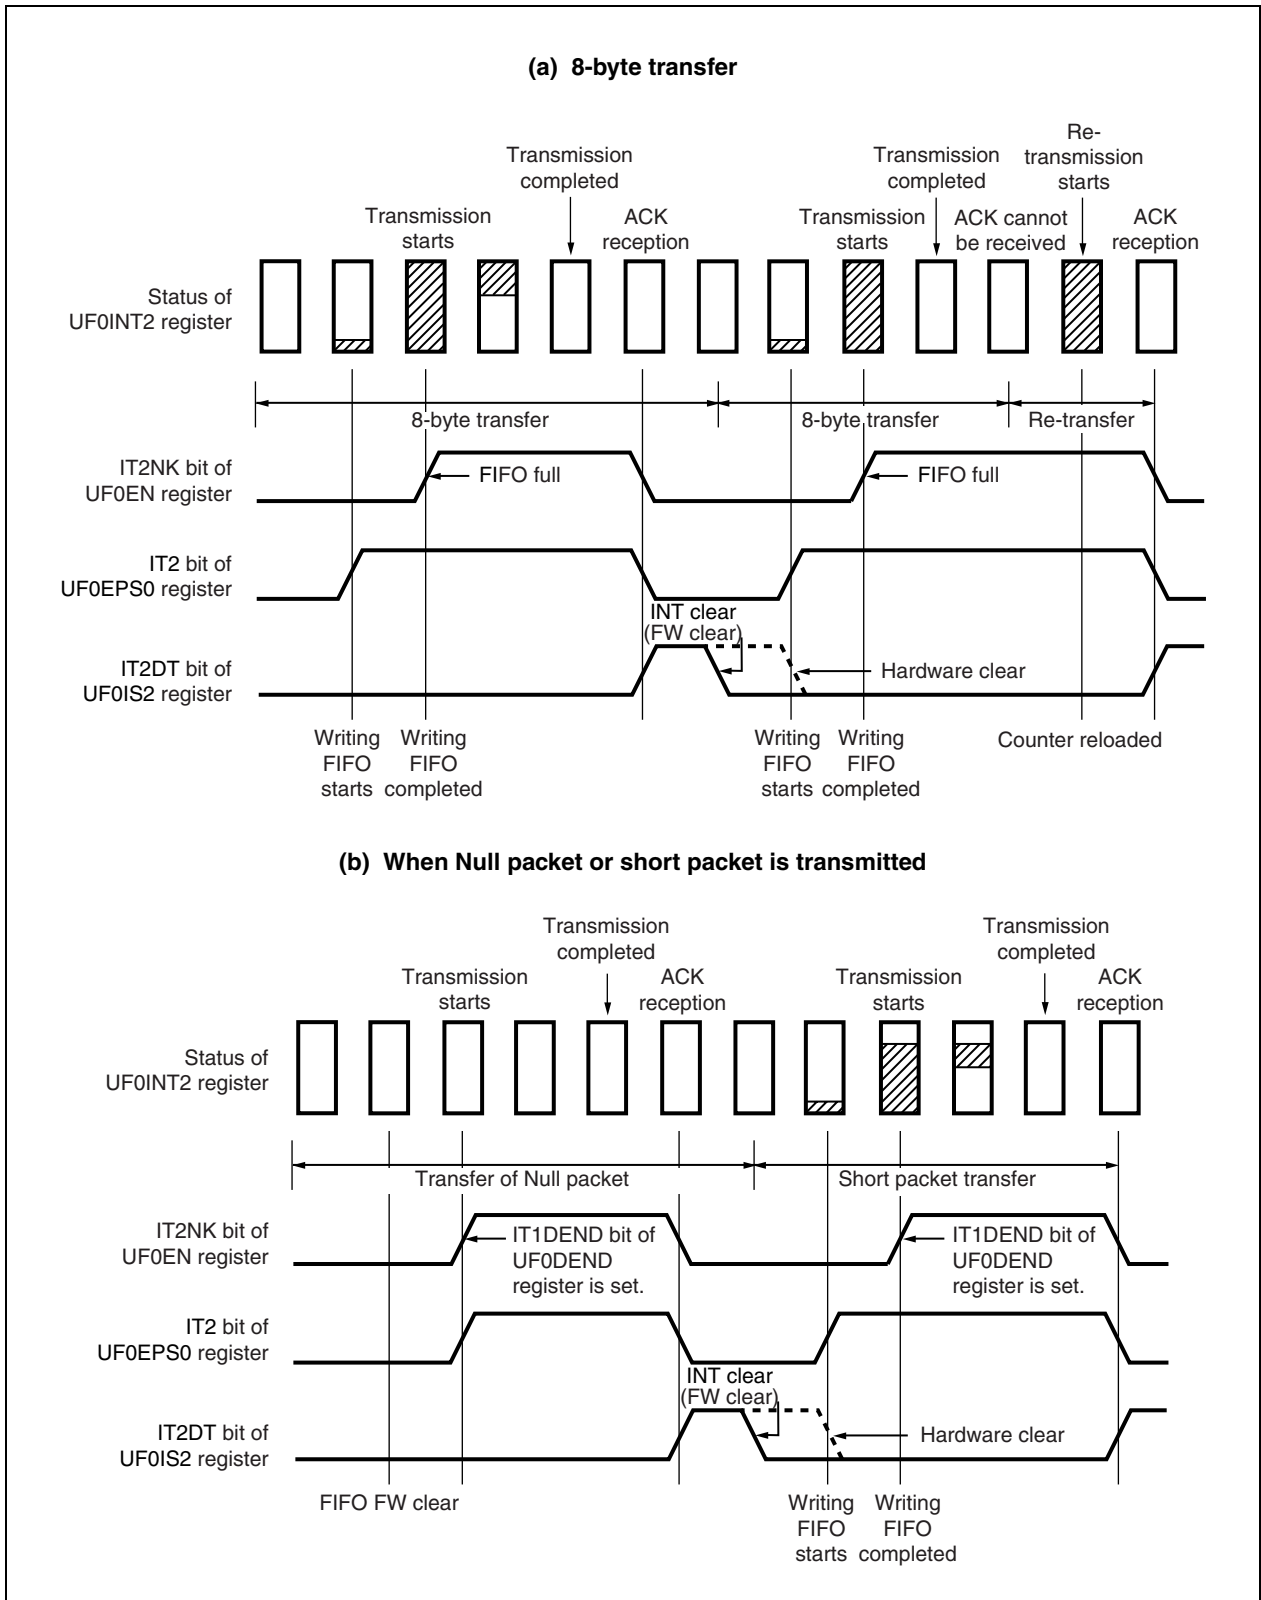 (a) 8-byte transfer
Re-
transmission
starts
Transmission
completed
Transmission
completed
Transmission
starts
ACK
reception
Transmission
starts
ACK cannot
be received
ACK
reception
Status of
UF0INT2 register
8-byte transfer
8-byte transfer
Re-transfer
IT2NK bit of
UF0EN register
FIFO full
FIFO full
IT2 bit of
UF0EPS0 register
INT clear
(FW clear)
IT2DT bit of
UF0IS2 register
Hardware clear
Writing
FIFO
starts
Writing
FIFO
completed
Writing
FIFO
starts
Writing
FIFO
completed
Counter reloaded
(b) When Null packet or short packet is transmitted
Transmission
completed
Transmission
completed
Transmission
starts
ACK
reception
Transmission
starts
ACK
reception
Status of
UF0INT2 register
Transfer of Null packet
Short packet transfer
IT2NK bit of
UF0EN register
IT1DEND bit of
UF0DEND
register is set.
IT1DEND bit of
UF0DEND
register is set.
IT2 bit of
UF0EPS0 register
INT clear
(FW clear)
IT2DT bit of
UF0IS2 register
Hardware clear
FIFO FW clear
Writing
FIFO
starts
Writing
FIFO
completed